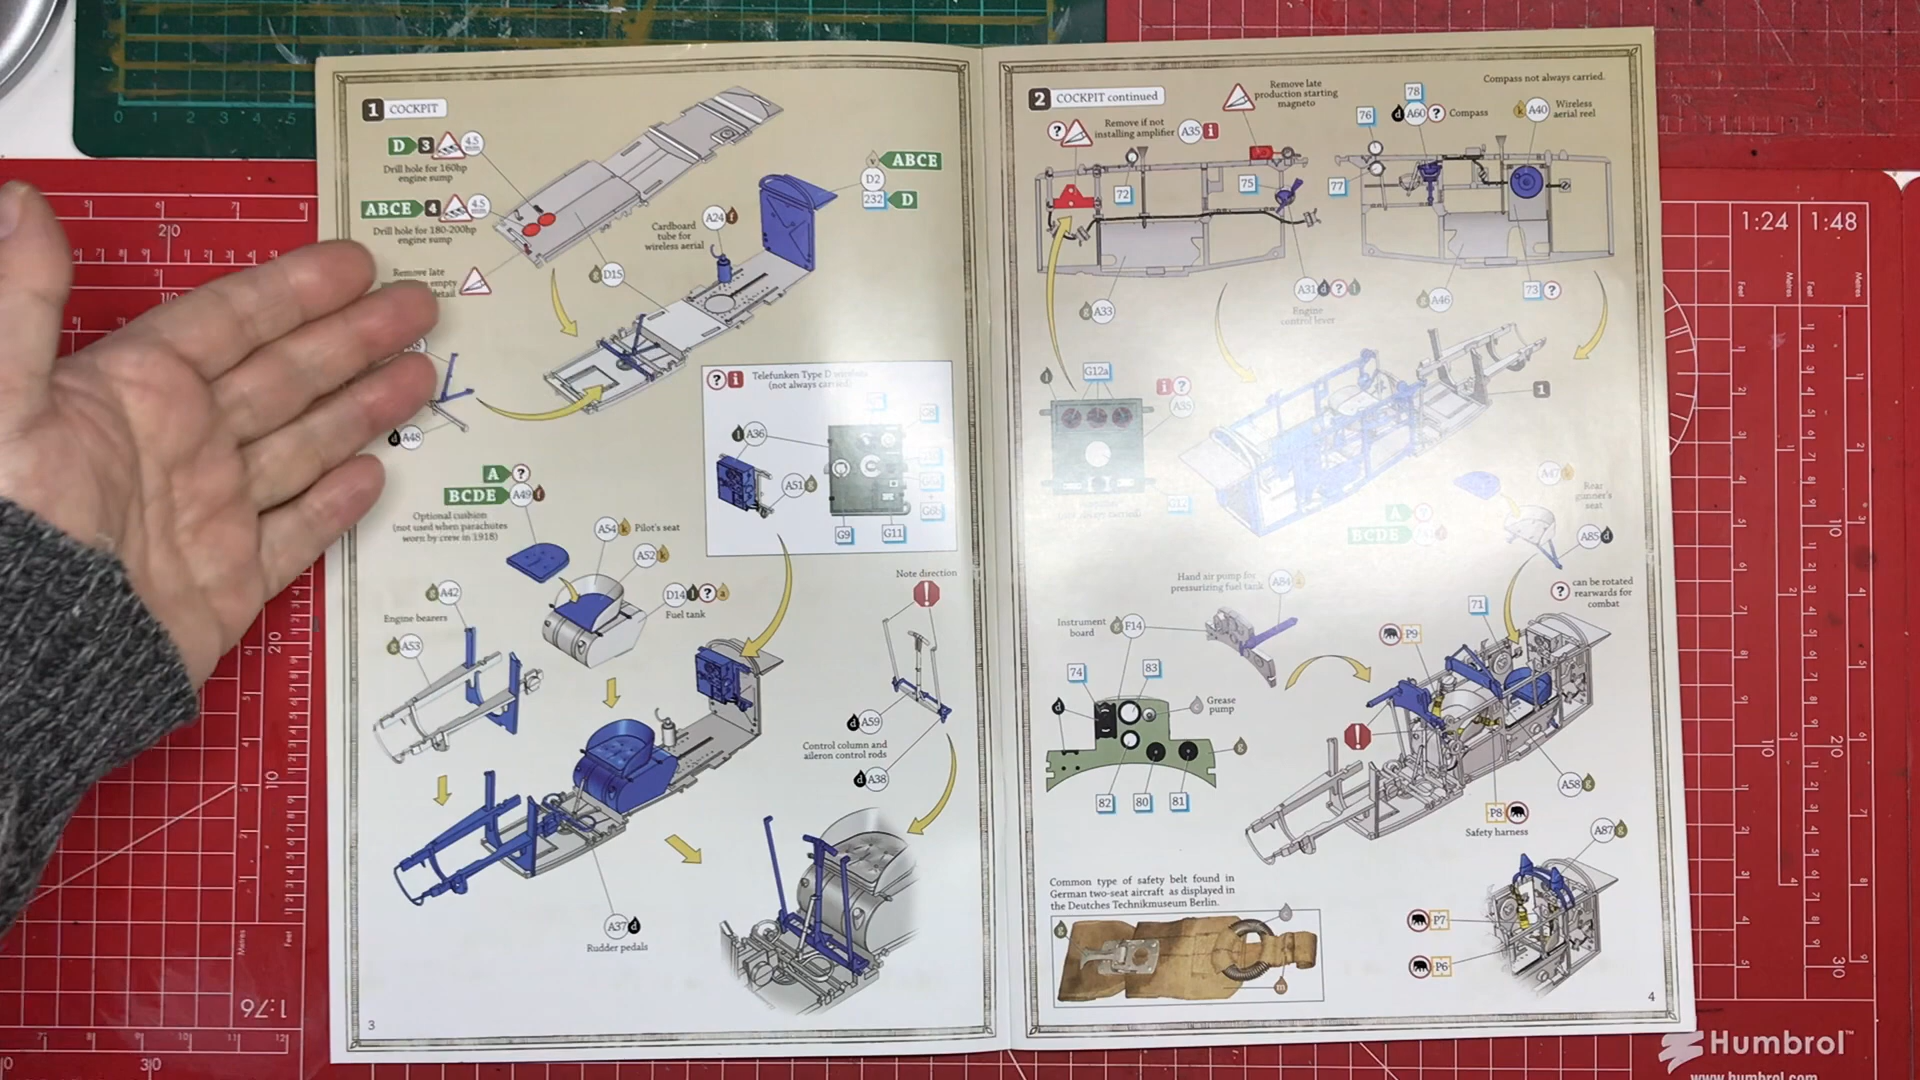 1 COCKPIT
D 3 4.5
Drill hole for 160hp
engine sump
ABCE 4 4.5
Drill hole for 180-200hp
engine sump
Remove late
empty
A24 f
Cardboard
tube for
wireless aerial
g D15
v ABCE
D2
232 D
d A48
? i Telefunken Type D
(not always carried)
l A36
A51 g
G9
G11
A ?
BCDE A49 f
Optional cushion
(not used when parachutes
worn by crew in 1918)
A54 k Pilot's seat
A52 k
D14 l ? a
Fuel tank
g A42
Engine bearers
g A53
Note direction
!
d A59
Control column and
aileron control rods
d A38
A37 d
Rudder pedals
3
2 COCKPIT continued
Remove late
production starting
magneto
? Remove if not
installing amplifier A35 i
72
75
g A33
A31 d ? l
Engine
control lever
Compass not always carried.
78
76
d A60 ? Compass
k A40 Wireless
aerial reel
77
g A46
73 ?
l
G12a
i ?
A35
1
A47
Rear
gunner's
seat
BCDE
A85 d
? can be rotated
rearwards for
combat
Hand air pump for
pressurizing fuel tank A84
Instrument
board g F14
74
83
d
Grease
pump
g
82
80
81
P9
71
!
A58 g
P8
Safety harness
A87 g
P7
P6
Common type of safety belt found in
German two-seat aircraft as displayed in
the Deutches Technikmuseum Berlin.
g
m
4
1:24 1:48
1:76
Feet
Metres
Feet
Metres
Humbrol™
www.humbrol.com